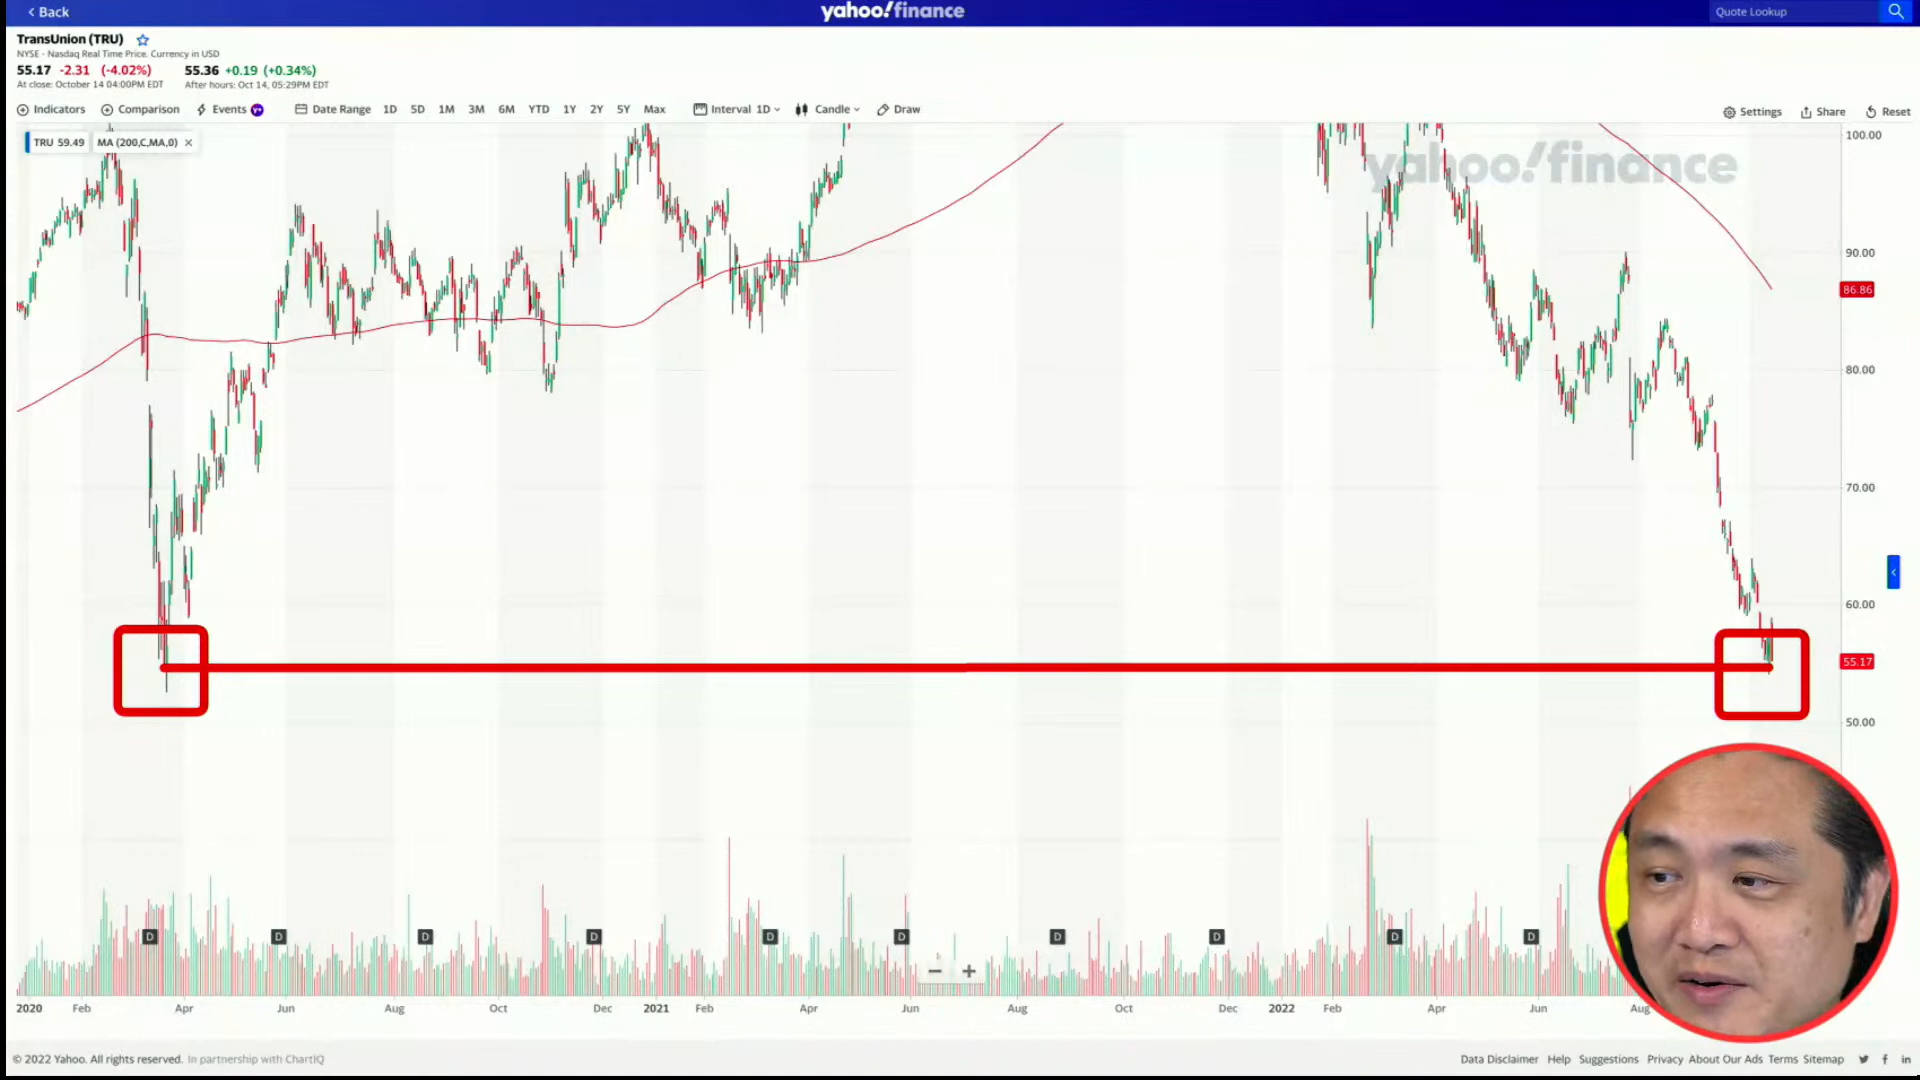 Back
yahoo!finance
Quote Lookup
TransUnion (TRU)
NYSE - Nasdaq Real Time Price. Currency in USD
55.17 -2.31 (-4.02%) 55.36 +0.19 (+0.34%)
At close: October 14 04:00PM EDT After hours: Oct 14, 05:29PM EDT
Indicators Comparison Events Y+ Date Range 1D 5D 1M 3M 6M YTD 1Y 2Y 5Y Max Interval 1D Candle Draw Settings Share Reset
TRU 59.49 MA (200,C,MA,0)
yahoo!finance
100.00
90.00
86.86
80.00
70.00
60.00
55.17
50.00
D D D D D D D D D D
2020 Feb Apr Jun Aug Oct Dec 2021 Feb Apr Jun Aug Oct Dec 2022 Feb Apr Jun Aug
© 2022 Yahoo. All rights reserved. In partnership with ChartIQ
Data Disclaimer Help Suggestions Privacy About Our Ads Terms Sitemap